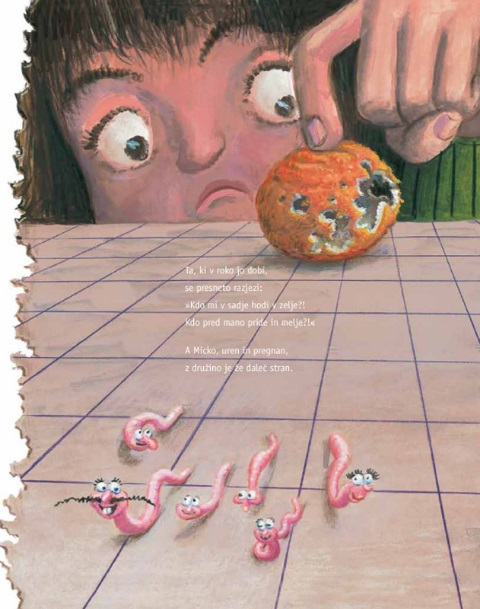 Ta, ki v roko jo dobi,
se presneto razjezi:
»Kdo mi v sadje hodi v zelje?!
Kdo pred mano pride in melje?!«
A Micko, uren in pregnan,
z družino je že daleč stran.